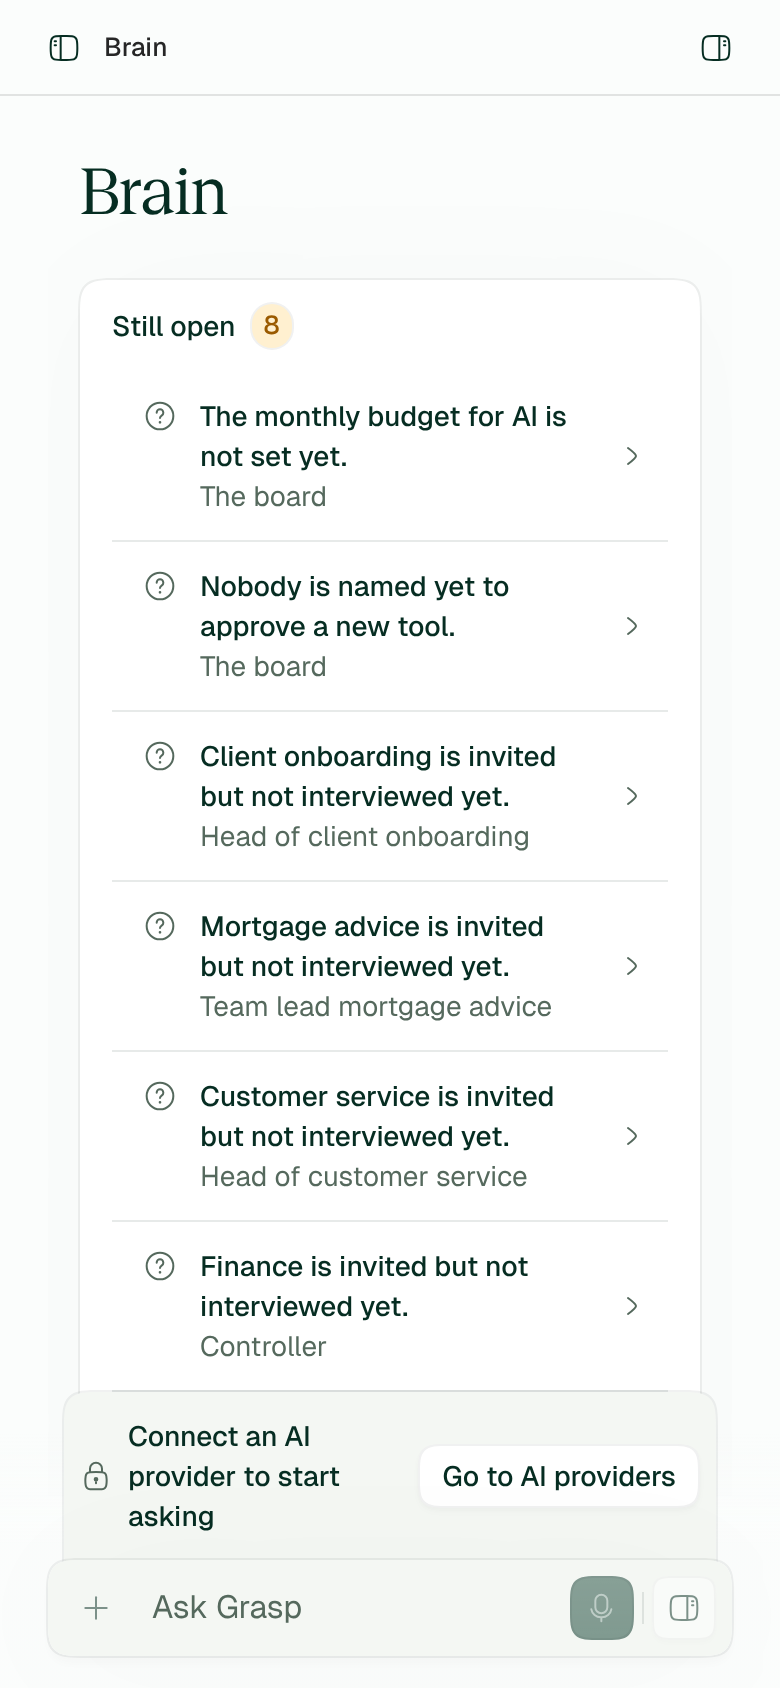 Brain
Brain
Still open 8
The monthly budget for AI is
not set yet.
The board
Nobody is named yet to
approve a new tool.
The board
Client onboarding is invited
but not interviewed yet.
Head of client onboarding
Mortgage advice is invited
but not interviewed yet.
Team lead mortgage advice
Customer service is invited
but not interviewed yet.
Head of customer service
Finance is invited but not
interviewed yet.
Controller
Connect an AI
provider to start
asking
Go to AI providers
Ask Grasp